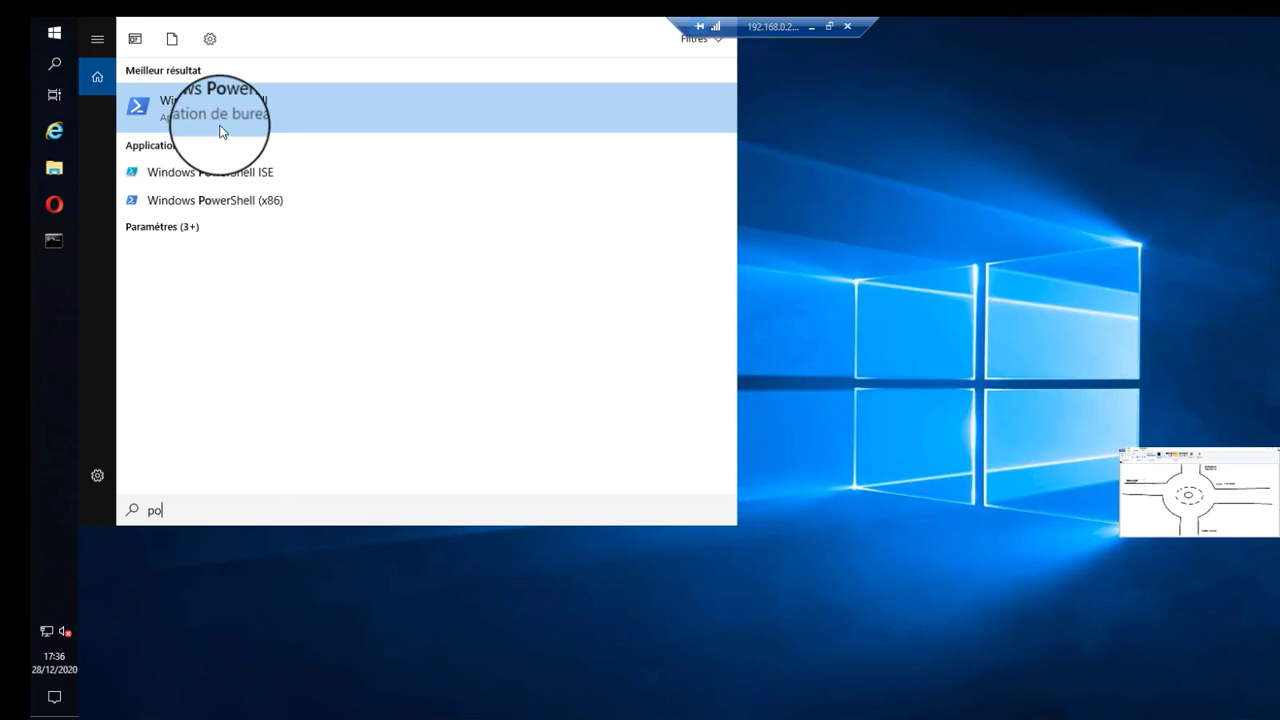 192.168.0.2...
Filtres
Meilleur résultat
ws Power
ation de burea
Application
Windows PowerShell ISE
Windows PowerShell (x86)
Paramètres (3+)
po
17:36
28/12/2020